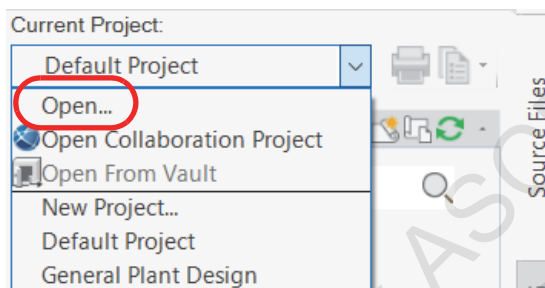 Current Project:
Default Project
Open...
Open Collaboration Project
Open From Vault
New Project...
Default Project
General Plant Design
Source Files
ASC